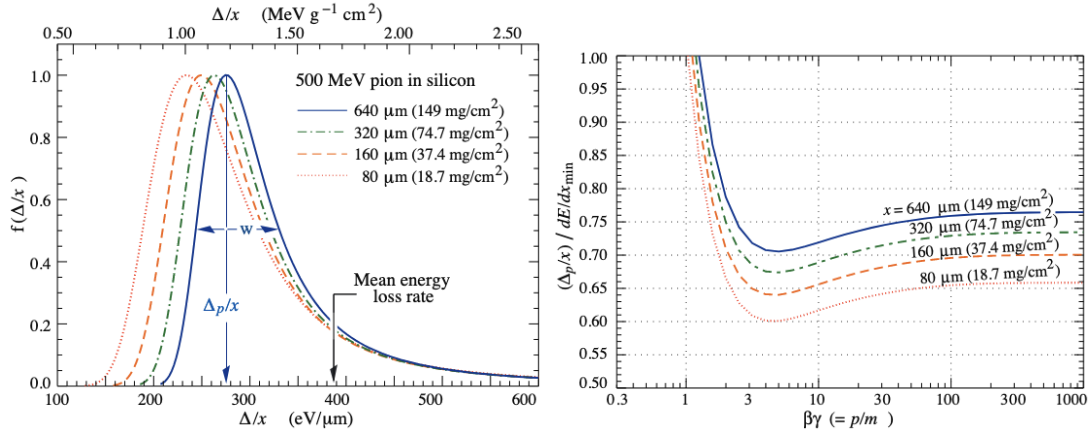 Δ/x (MeV g⁻¹ cm²)
0.50 1.00 1.50 2.00 2.50
f(Δ/x)
1.0
0.8
0.6
0.4
0.2
0.0
500 MeV pion in silicon
640 μm (149 mg/cm²)
320 μm (74.7 mg/cm²)
160 μm (37.4 mg/cm²)
80 μm (18.7 mg/cm²)
w
Δp/x
Mean energy
loss rate
100 200 300 400 500 600
Δ/x (eV/μm)
(Δp/x) / dE/dx min
1.00
0.95
0.90
0.85
0.80
0.75
0.70
0.65
0.60
0.55
0.50
x = 640 μm (149 mg/cm²)
320 μm (74.7 mg/cm²)
160 μm (37.4 mg/cm²)
80 μm (18.7 mg/cm²)
0.3 1 3 10 30 100 300 1000
βγ (= p/m)